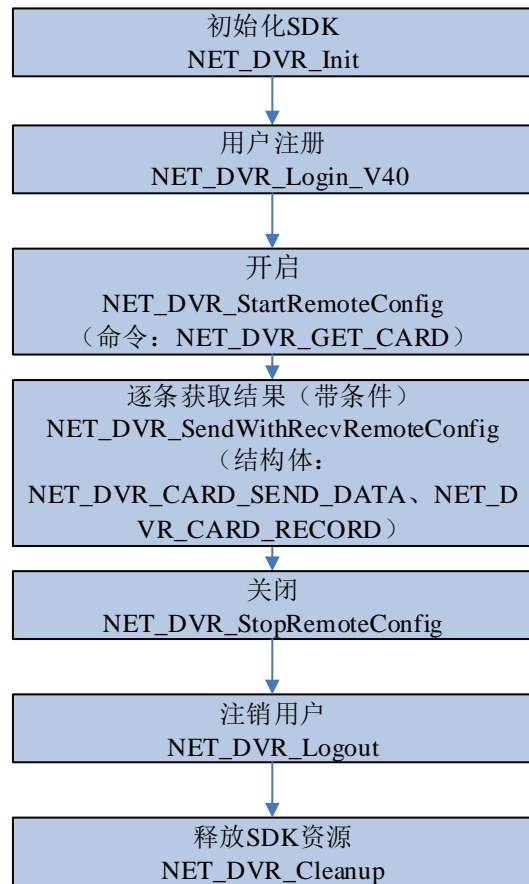 初始化SDK
NET_DVR_Init
用户注册
NET_DVR_Login_V40
开启
NET_DVR_StartRemoteConfig
（命令：NET_DVR_GET_CARD）
逐条获取结果（带条件）
NET_DVR_SendWithRecvRemoteConfig
（结构体：
NET_DVR_CARD_SEND_DATA、NET_D
VR_CARD_RECORD）
关闭
NET_DVR_StopRemoteConfig
注销用户
NET_DVR_Logout
释放SDK资源
NET_DVR_Cleanup